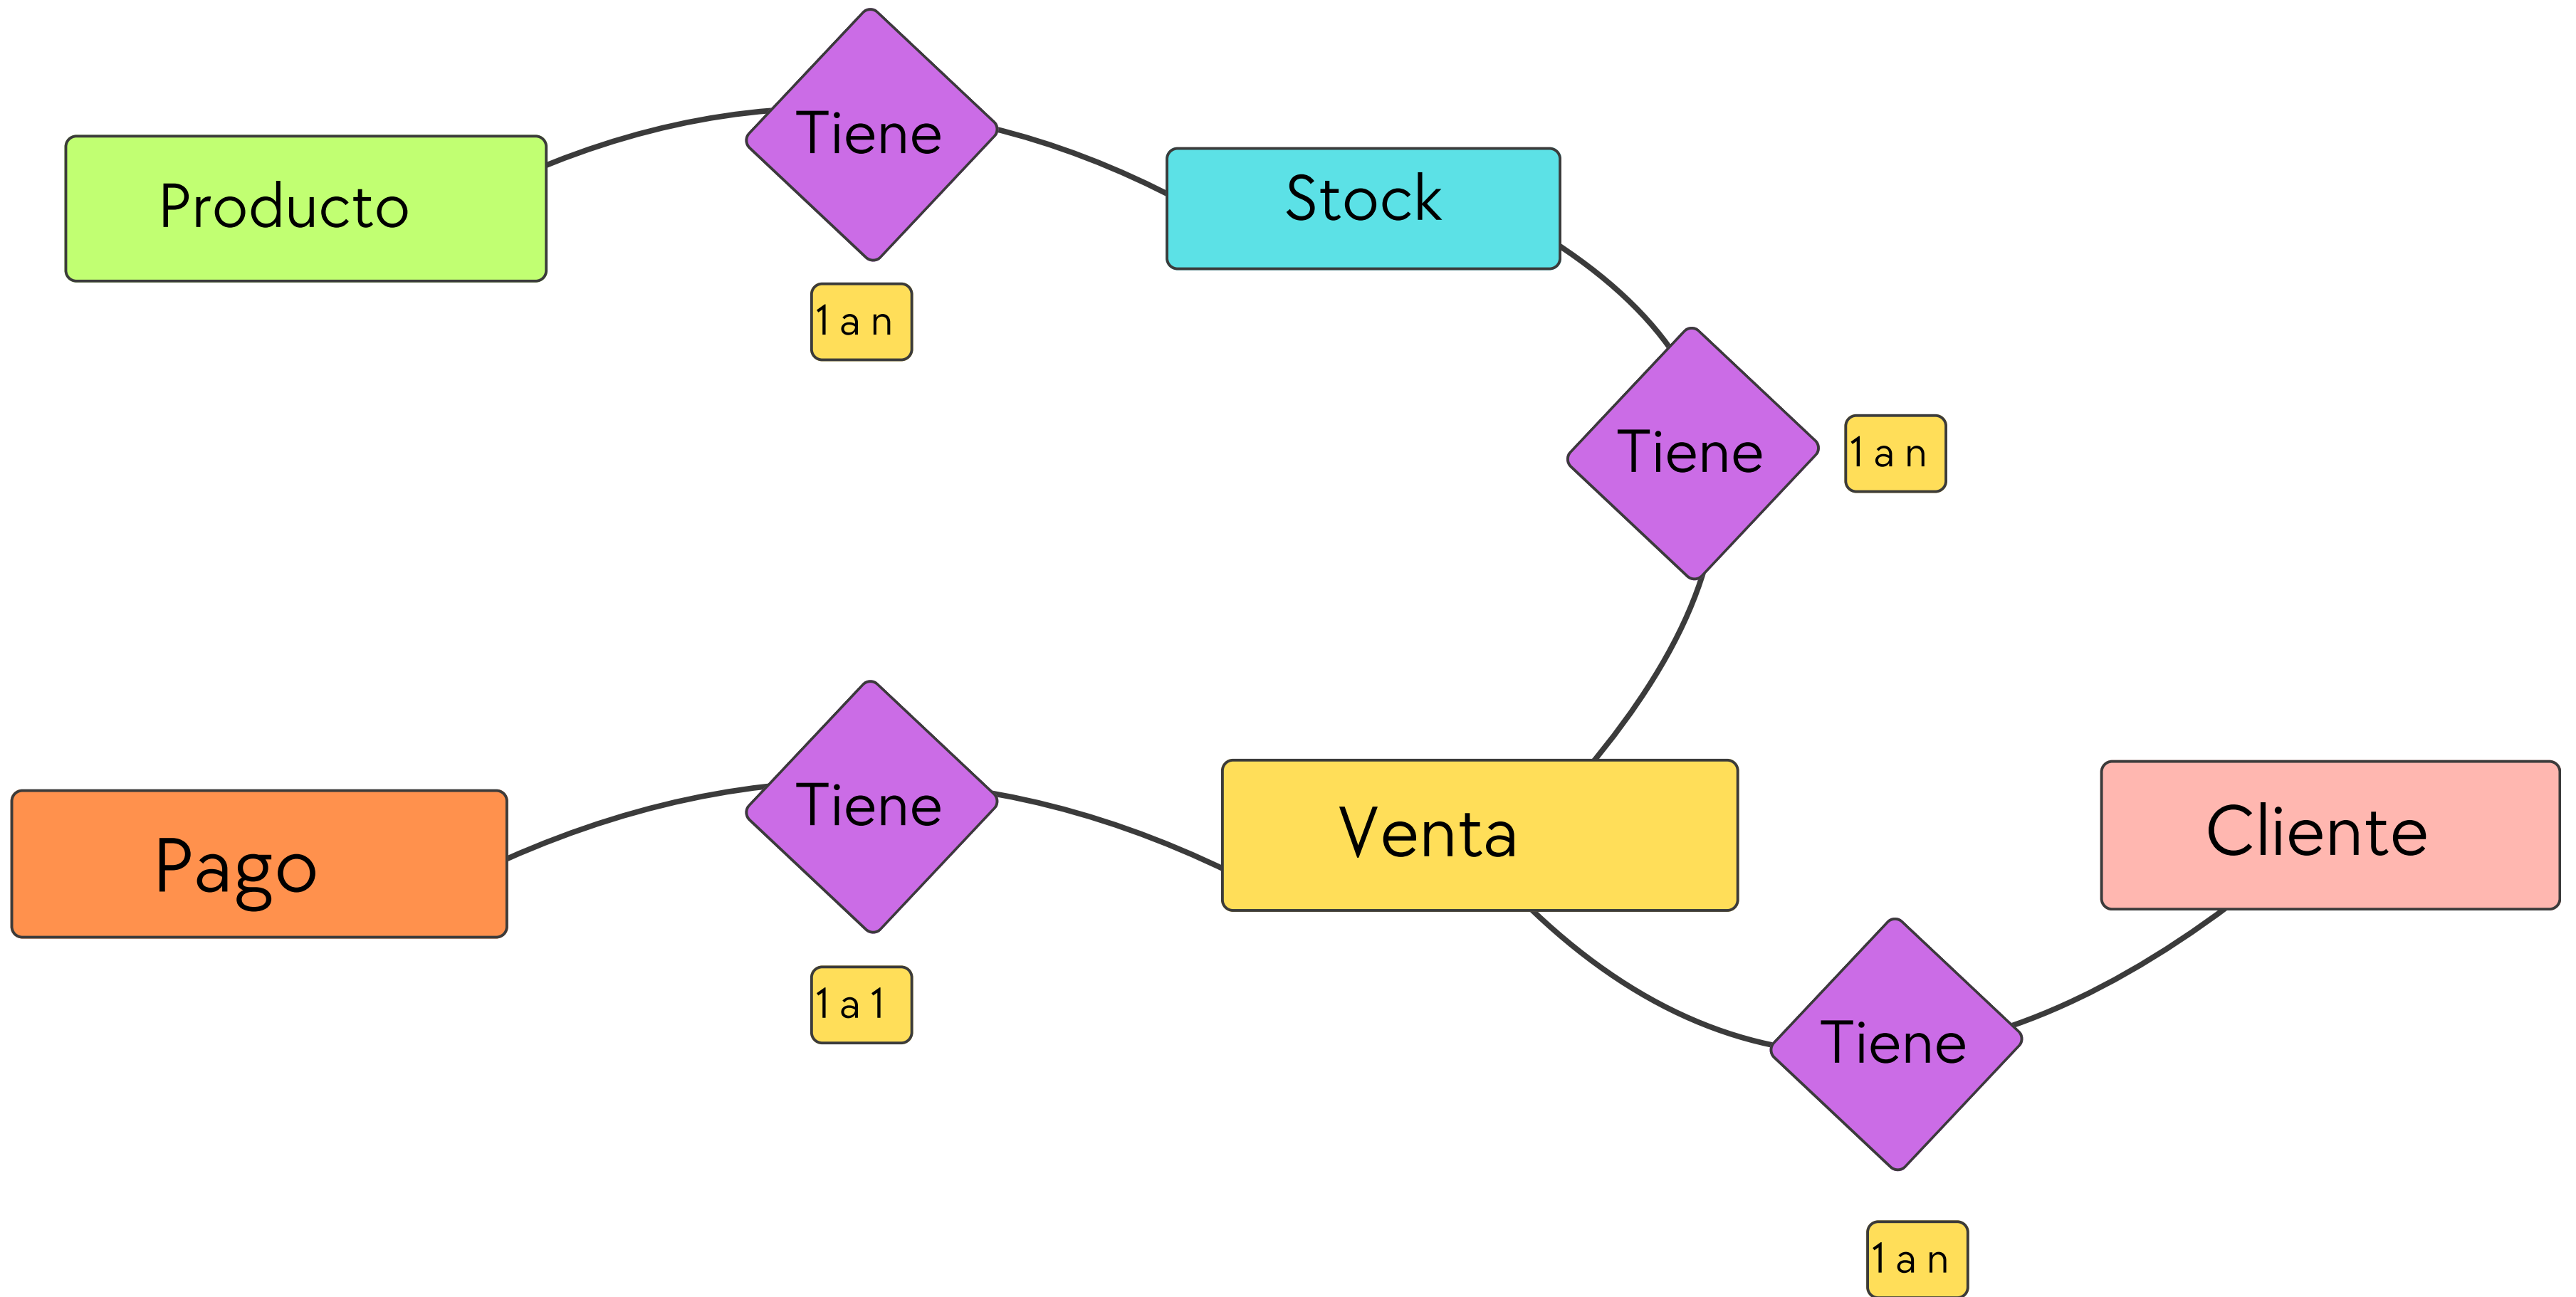 Tiene
Producto
Stock
1 a n
Tiene
1 a n
Tiene
Pago
Venta
Cliente
1 a 1
Tiene
1 a n